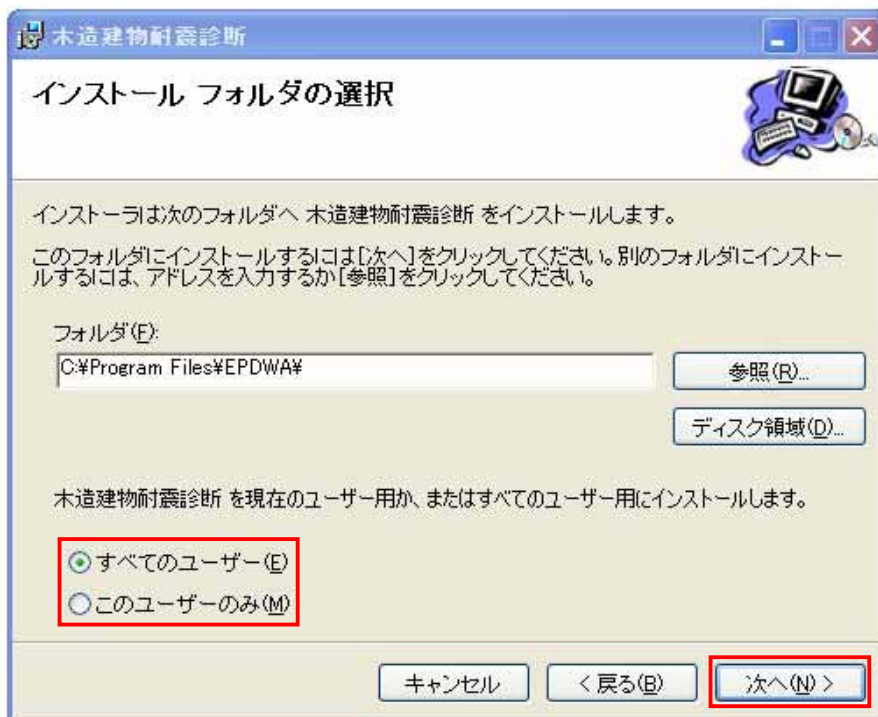 木造建物耐震診断
インストール フォルダの選択
インストーラは次のフォルダへ 木造建物耐震診断 をインストールします。
このフォルダにインストールするには[次へ]をクリックしてください。別のフォルダにインストー
ルするには、アドレスを入力するか[参照]をクリックしてください。
フォルダ(F):
C:¥Program Files¥EPDWA¥
参照(R)...
ディスク領域(D)...
木造建物耐震診断 を現在のユーザー用か、またはすべてのユーザー用にインストールします。
すべてのユーザー(E)
このユーザーのみ(M)
キャンセル
< 戻る(B)
次へ(N) >